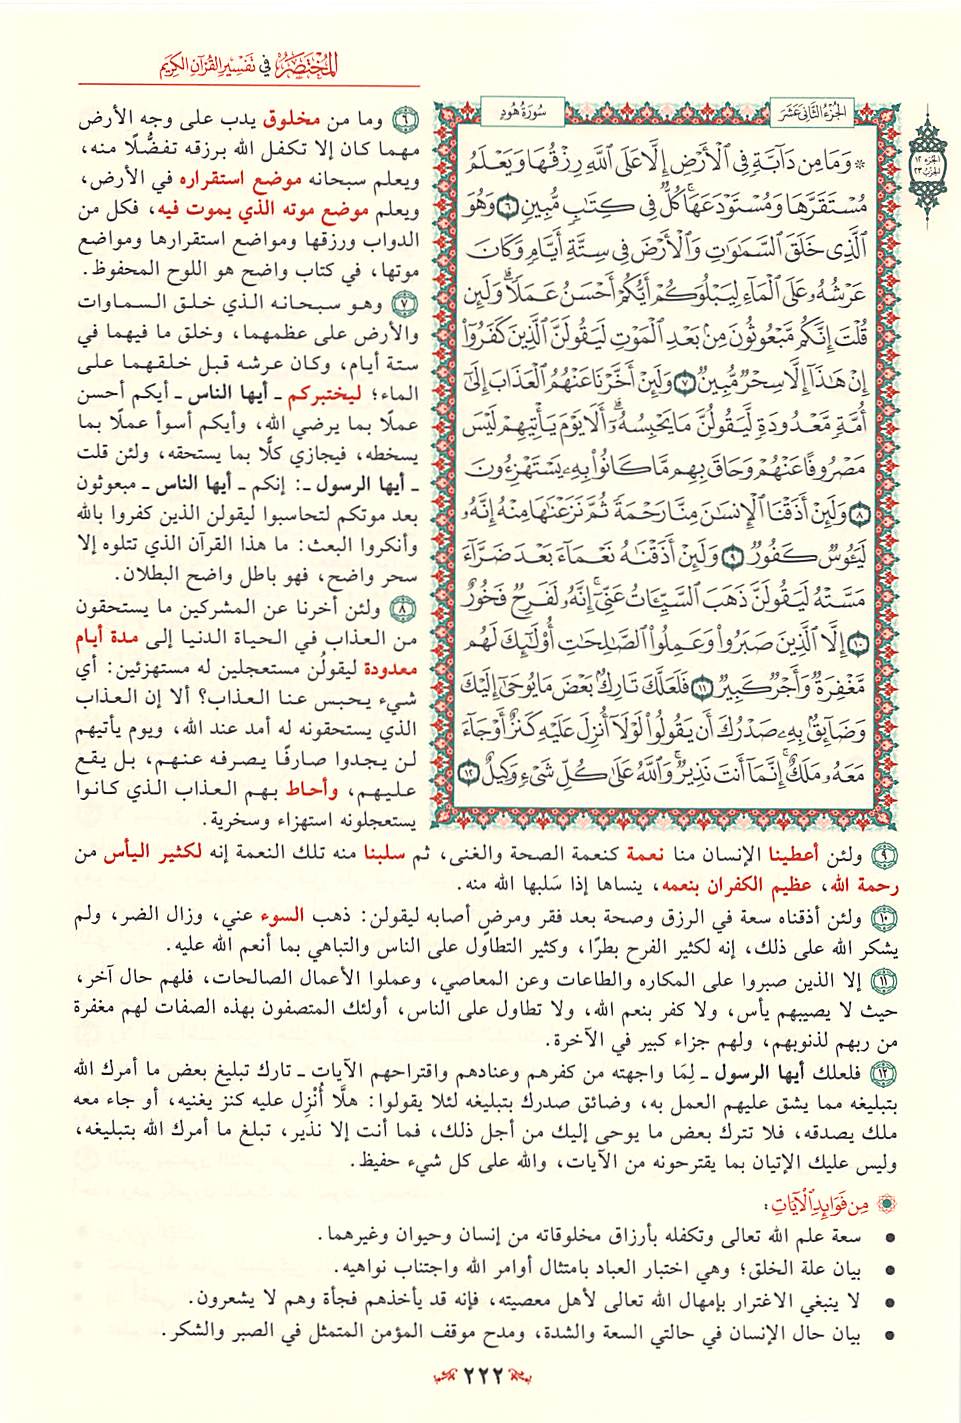 المختصر في تفسير القرآن الكريم
الجزء الثاني عشر
سورة هود
الجزء ١٢
الحزب ٢٣
۞ وَمَا مِن دَآبَّةٍ فِي ٱلۡأَرۡضِ إِلَّا عَلَى ٱللَّهِ رِزۡقُهَا وَيَعۡلَمُ
مُسۡتَقَرَّهَا وَمُسۡتَوۡدَعَهَاۚ كُلّٞ فِي كِتَٰبٖ مُّبِينٖ ٦ وَهُوَ
ٱلَّذِي خَلَقَ ٱلسَّمَٰوَٰتِ وَٱلۡأَرۡضَ فِي سِتَّةِ أَيَّامٖ وَكَانَ
عَرۡشُهُۥ عَلَى ٱلۡمَآءِ لِيَبۡلُوَكُمۡ أَيُّكُمۡ أَحۡسَنُ عَمَلٗاۗ وَلَئِن
قُلۡتَ إِنَّكُم مَّبۡعُوثُونَ مِنۢ بَعۡدِ ٱلۡمَوۡتِ لَيَقُولَنَّ ٱلَّذِينَ كَفَرُوٓاْ
إِنۡ هَٰذَآ إِلَّا سِحۡرٞ مُّبِينٞ ٧ وَلَئِنۡ أَخَّرۡنَا عَنۡهُمُ ٱلۡعَذَابَ إِلَىٰٓ
أُمَّةٖ مَّعۡدُودَةٖ لَّيَقُولُنَّ مَا يَحۡبِسُهُۥٓۗ أَلَا يَوۡمَ يَأۡتِيهِمۡ لَيۡسَ
مَصۡرُوفًا عَنۡهُمۡ وَحَاقَ بِهِم مَّا كَانُواْ بِهِۦ يَسۡتَهۡزِءُونَ
٨ وَلَئِنۡ أَذَقۡنَا ٱلۡإِنسَٰنَ مِنَّا رَحۡمَةٗ ثُمَّ نَزَعۡنَٰهَا مِنۡهُ إِنَّهُۥ
لَيَـُٔوسٞ كَفُورٞ ٩ وَلَئِنۡ أَذَقۡنَٰهُ نَعۡمَآءَ بَعۡدَ ضَرَّآءَ
مَسَّتۡهُ لَيَقُولَنَّ ذَهَبَ ٱلسَّيِّـَٔاتُ عَنِّيٓۚ إِنَّهُۥ لَفَرِحٞ فَخُورٌ
١٠ إِلَّا ٱلَّذِينَ صَبَرُواْ وَعَمِلُواْ ٱلصَّٰلِحَٰتِ أُوْلَٰٓئِكَ لَهُم
مَّغۡفِرَةٞ وَأَجۡرٞ كَبِيرٞ ١١ فَلَعَلَّكَ تَارِكُۢ بَعۡضَ مَا يُوحَىٰٓ إِلَيۡكَ
وَضَآئِقُۢ بِهِۦ صَدۡرُكَ أَن يَقُولُواْ لَوۡلَآ أُنزِلَ عَلَيۡهِ كَنزٌ أَوۡ جَآءَ
مَعَهُۥ مَلَكٌۚ إِنَّمَآ أَنتَ نَذِيرٞۚ وَٱللَّهُ عَلَىٰ كُلِّ شَيۡءٖ وَكِيلٌ ١٢
٦ وما من مخلوق يدب على وجه الأرض
مهما كان إلا تكفل الله برزقه تفضُّلًا منه،
ويعلم سبحانه موضع استقراره في الأرض،
ويعلم موضع موته الذي يموت فيه، فكل من
الدواب ورزقها ومواضع استقرارها ومواضع
موتها، في كتاب واضح هو اللوح المحفوظ.
٧ وهو سبحانه الذي خلق السماوات
والأرض على عظمهما، وخلق ما فيهما في
ستة أيام، وكان عرشه قبل خلقهما على
الماء؛ ليختبركم ـ أيها الناس ـ أيكم أحسن
عملًا بما يرضي الله، وأيكم أسوأ عملًا بما
يسخطه، فيجازي كلًّا بما يستحقه، ولئن قلت
ـ أيها الرسول ـ: إنكم ـ أيها الناس ـ مبعوثون
بعد موتكم لتحاسبوا ليقولن الذين كفروا بالله
وأنكروا البعث: ما هذا القرآن الذي تتلوه إلا
سحر واضح، فهو باطل واضح البطلان.
٨ ولئن أخرنا عن المشركين ما يستحقون
من العذاب في الحياة الدنيا إلى مدة أيام
معدودة ليقولُن مستعجلين له مستهزئين: أي
شيء يحبس عنا العذاب؟ ألا إن العذاب
الذي يستحقونه له أمد عند الله، ويوم يأتيهم
لن يجدوا صارفًا يصرفه عنهم، بل يقع
عليهم، وأحاط بهم العذاب الذي كانوا
يستعجلونه استهزاء وسخرية.
٩ ولئن أعطينا الإنسان منا نعمة كنعمة الصحة والغنى، ثم سلبنا منه تلك النعمة إنه لكثير اليأس من
رحمة الله، عظيم الكفران بنعمه، ينساها إذا سَلبها الله منه.
١٠ ولئن أذقناه سعة في الرزق وصحة بعد فقر ومرض أصابه ليقولن: ذهب السوء عني، وزال الضر، ولم
يشكر الله على ذلك، إنه لكثير الفرح بطرًا، وكثير التطاول على الناس والتباهي بما أنعم الله عليه.
١١ إلا الذين صبروا على المكاره والطاعات وعن المعاصي، وعملوا الأعمال الصالحات، فلهم حال آخر،
حيث لا يصيبهم يأس، ولا كفر بنعم الله، ولا تطاول على الناس، أولئك المتصفون بهذه الصفات لهم مغفرة
من ربهم لذنوبهم، ولهم جزاء كبير في الآخرة.
١٢ فلعلك أيها الرسول ـ لِمَا واجهته من كفرهم وعنادهم واقتراحهم الآيات ـ تارك تبليغ بعض ما أمرك الله
بتبليغه مما يشق عليهم العمل به، وضائق صدرك بتبليغه لئلا يقولوا: هلَّا أُنْزِل عليه كنز يغنيه، أو جاء معه
ملك يصدقه، فلا تترك بعض ما يوحى إليك من أجل ذلك، فما أنت إلا نذير، تبلغ ما أمرك الله بتبليغه،
وليس عليك الإتيان بما يقترحونه من الآيات، والله على كل شيء حفيظ.
من فوائد الآيات:
• سعة علم الله تعالى وتكفله بأرزاق مخلوقاته من إنسان وحيوان وغيرهما.
• بيان علة الخلق؛ وهي اختبار العباد بامتثال أوامر الله واجتناب نواهيه.
• لا ينبغي الاغترار بإمهال الله تعالى لأهل معصيته، فإنه قد يأخذهم فجأة وهم لا يشعرون.
• بيان حال الإنسان في حالتي السعة والشدة، ومدح موقف المؤمن المتمثل في الصبر والشكر.
٢٢٢